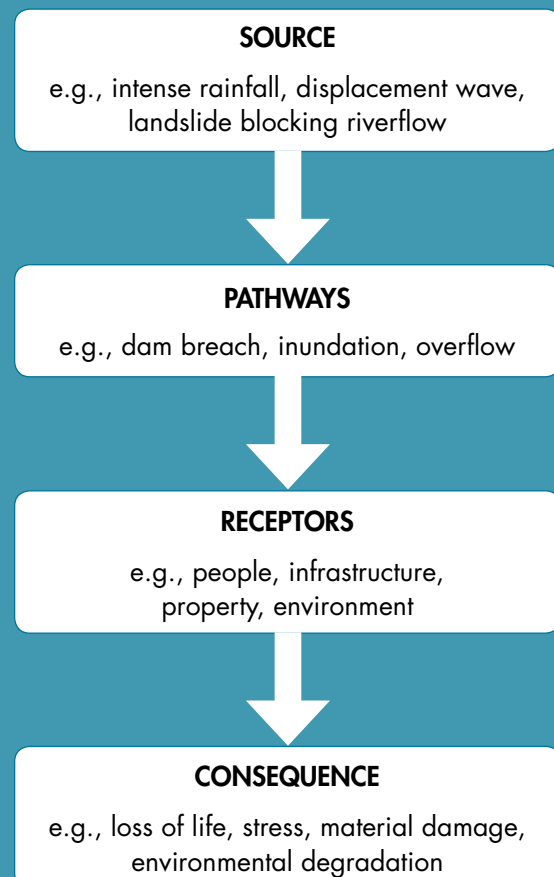 SOURCE
e.g., intense rainfall, displacement wave,
landslide blocking riverflow
PATHWAYS
e.g., dam breach, inundation, overflow
RECEPTORS
e.g., people, infrastructure,
property, environment
CONSEQUENCE
e.g., loss of life, stress, material damage,
environmental degradation